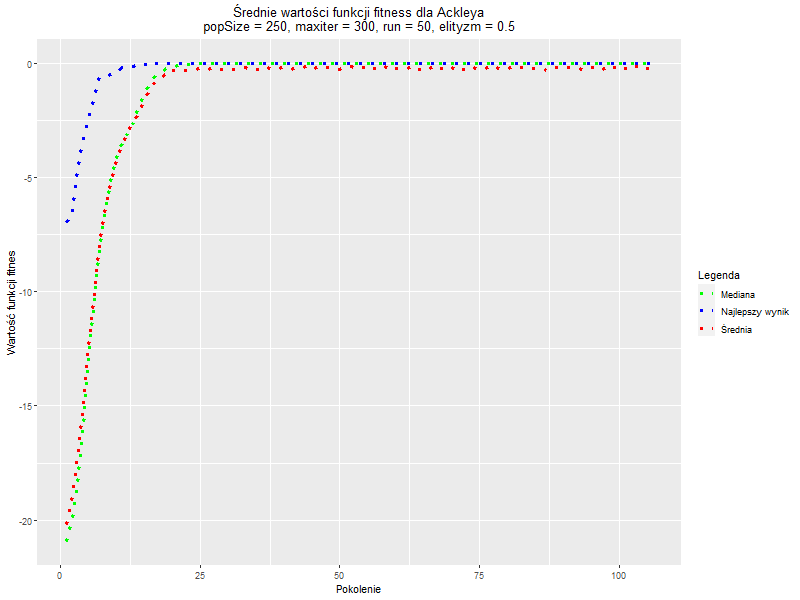 Średnie wartości funkcji fitness dla Ackleya
popSize = 250, maxiter = 300, run = 50, elityzm = 0.5
Wartość funkcji fitnes
0
-5
-10
-15
-20
0
25
50
75
100
Pokolenie
Legenda
Mediana
Najlepszy wynik
Średnia